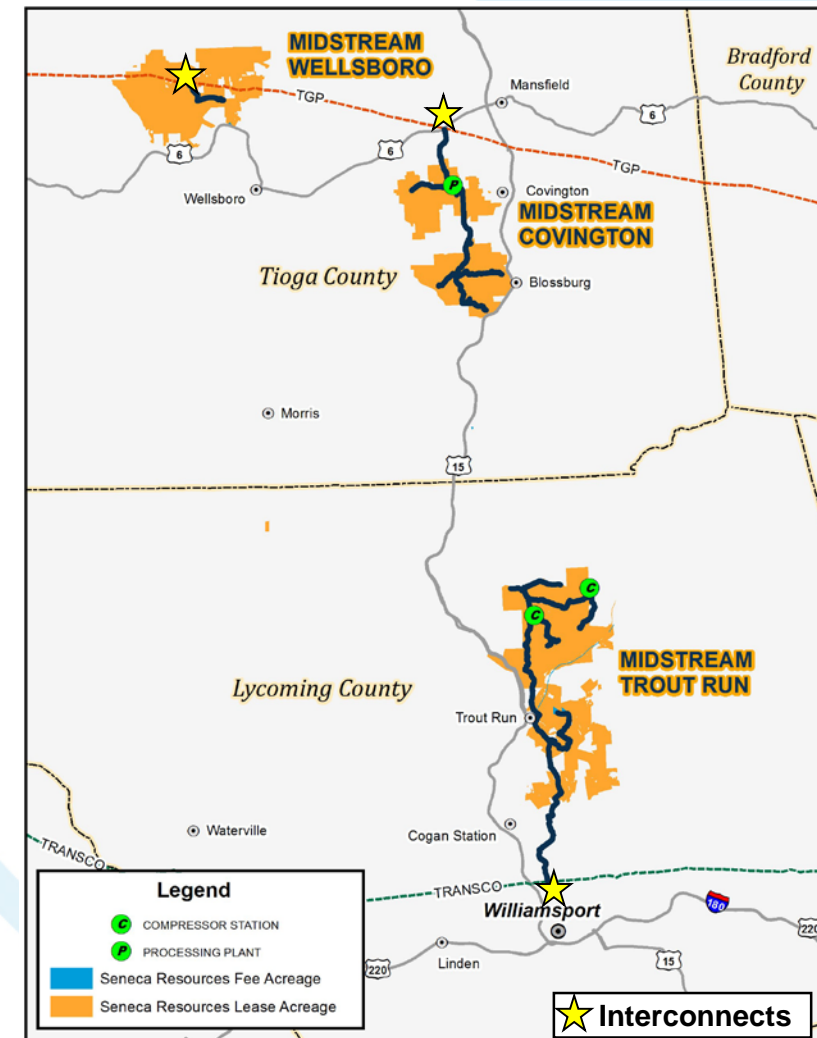 MIDSTREAM
WELLSBORO
Bradford
County
Mansfield
TGP
6
6
6
TGP
Wellsboro
P
Covington
MIDSTREAM
COVINGTON
Tioga County
Blossburg
Morris
15
C
C
MIDSTREAM
TROUT RUN
Lycoming County
Trout Run
Waterville
Cogan Station
TRANSCO
TRANSCO
Williamsport
180
220
Linden
220
15
Legend
C COMPRESSOR STATION
P PROCESSING PLANT
Seneca Resources Fee Acreage
Seneca Resources Lease Acreage
Interconnects